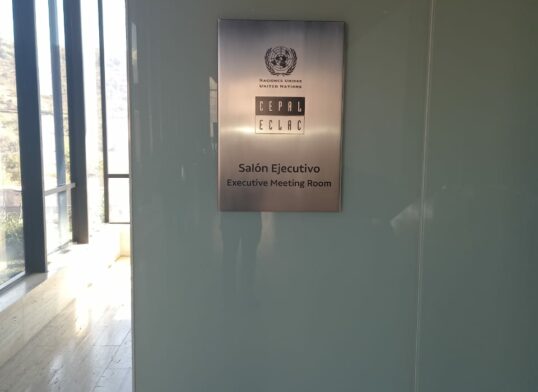 Naciones Unidas
United Nations
CEPAL
ECLAC
Salón Ejecutivo
Executive Meeting Room